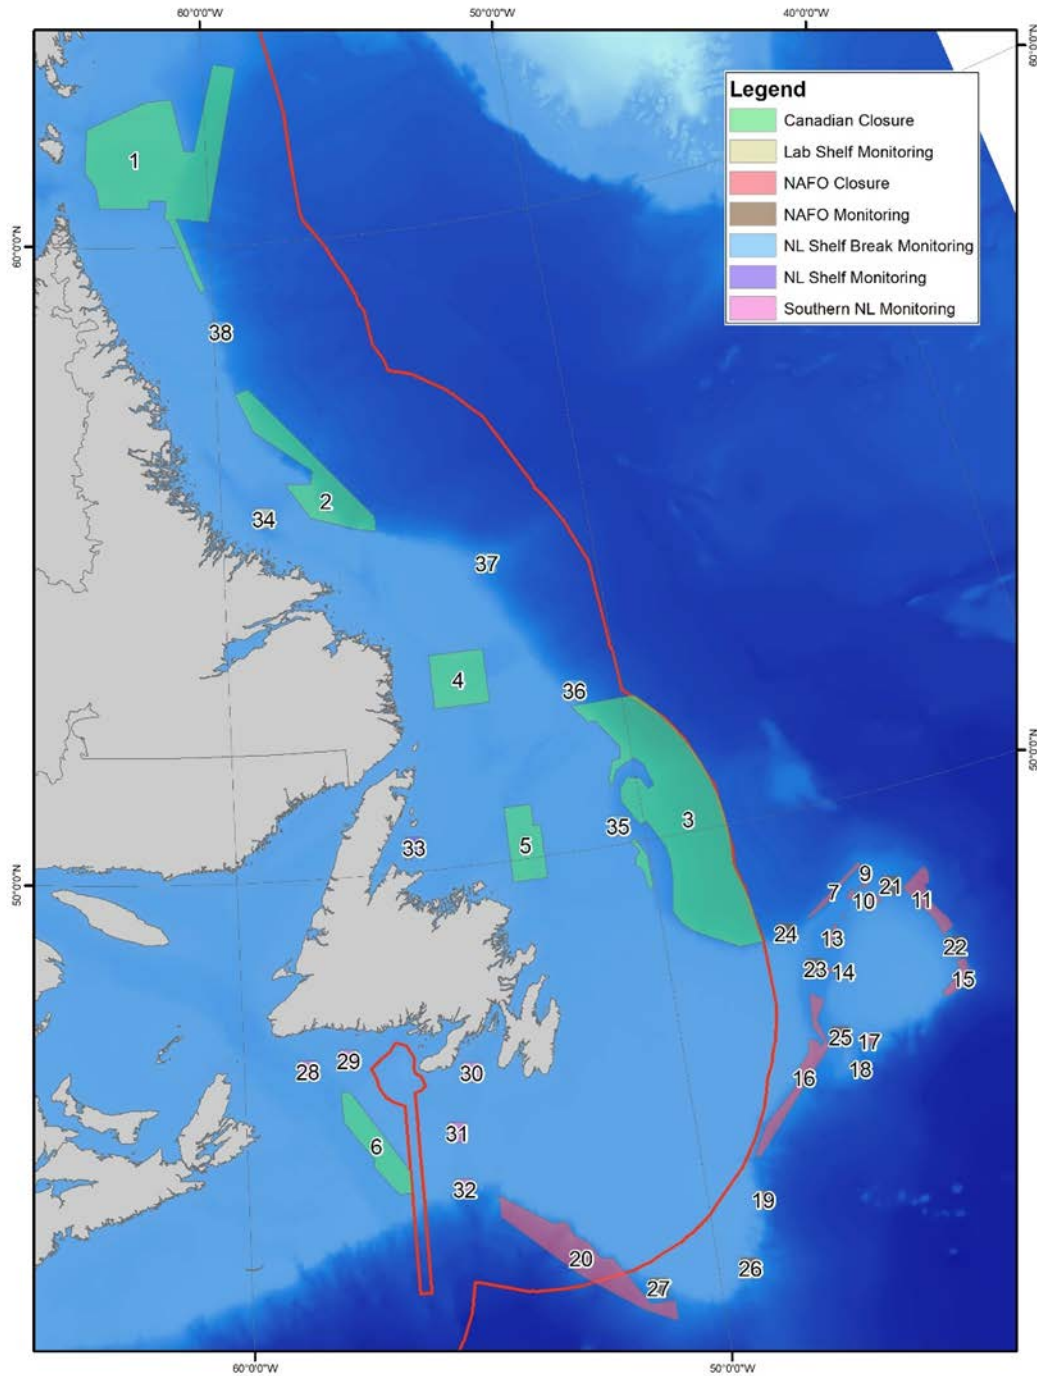 60°0'0"W
50°0'0"W
40°0'0"W
60°0'0"N
Legend
Canadian Closure
Lab Shelf Monitoring
NAFO Closure
NAFO Monitoring
NL Shelf Break Monitoring
NL Shelf Monitoring
Southern NL Monitoring
1
60°0'0"N
38
2
34
37
4
36
50°0'0"N
3
35
5
33
50°0'0"N
9
7
21
10
11
24
13
22
23
14
15
25
17
29
28
30
18
16
31
6
32
19
20
26
27
60°0'0"W
50°0'0"W